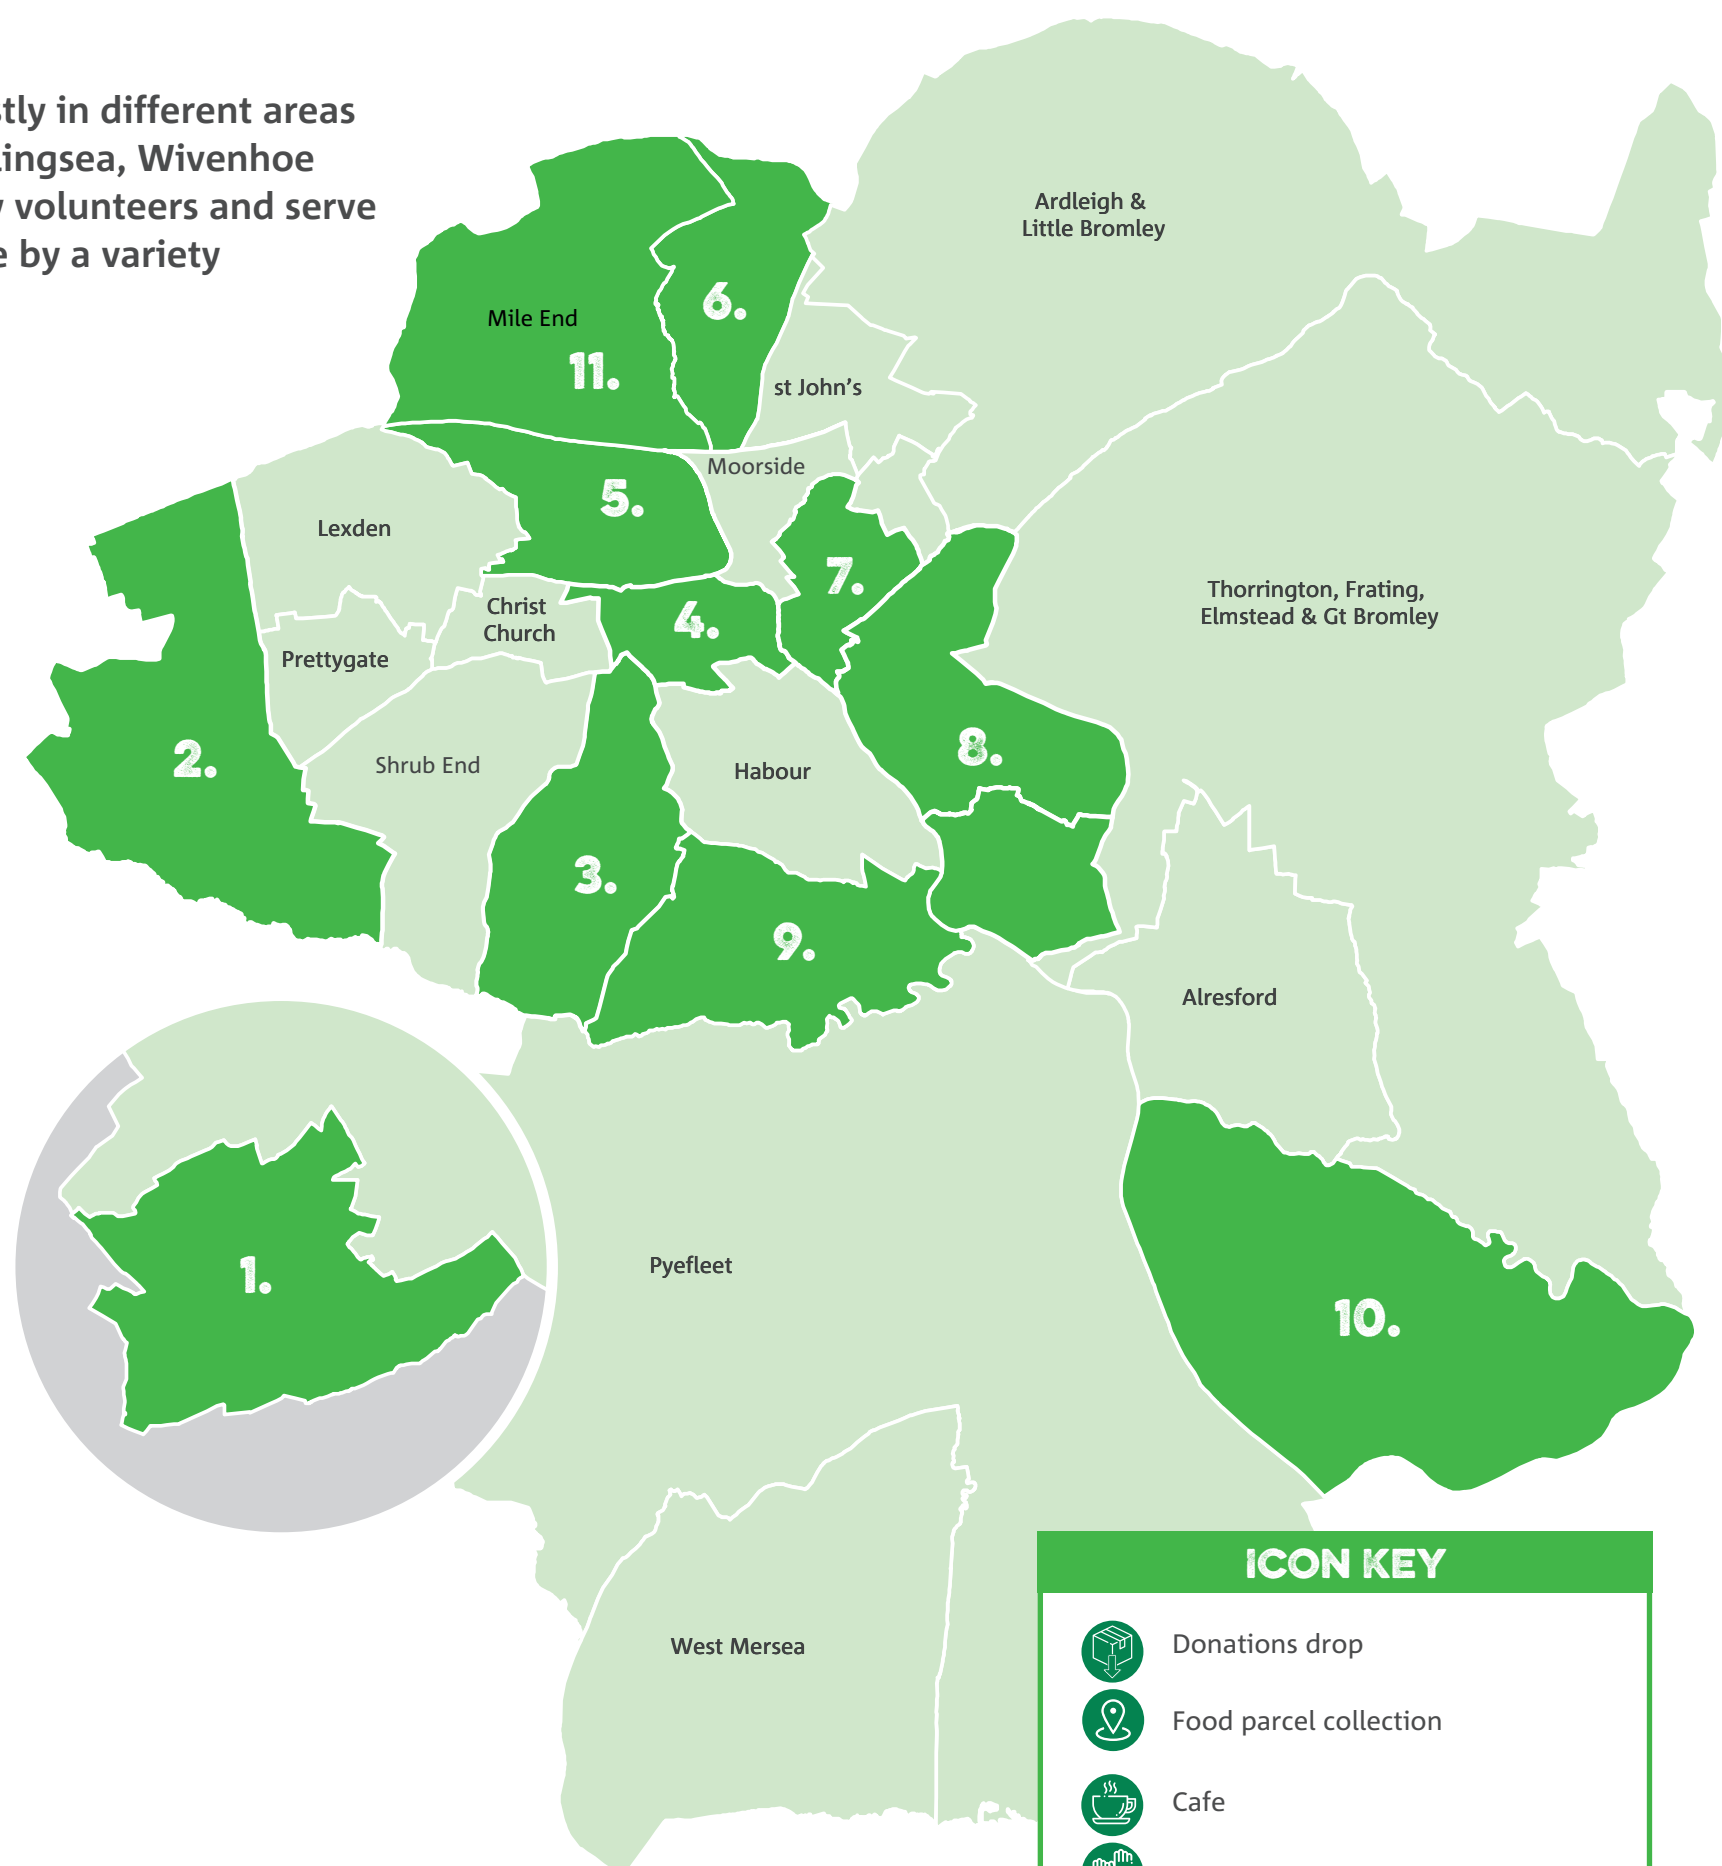 stly in different areas
lingsea, Wivenhoe
volunteers and serve
e by a variety
Ardleigh &
Little Bromley
6.
Mile End
11.
st John's
Moorside
5.
Lexden
7.
Thorrington, Frating,
Elmstead & Gt Bromley
Christ
Church
4.
Prettygate
2.
Shrub End
Habour
8.
3.
9.
Alresford
1.
Pyefleet
10.
West Mersea
ICON KEY
Donations drop
Food parcel collection
Cafe